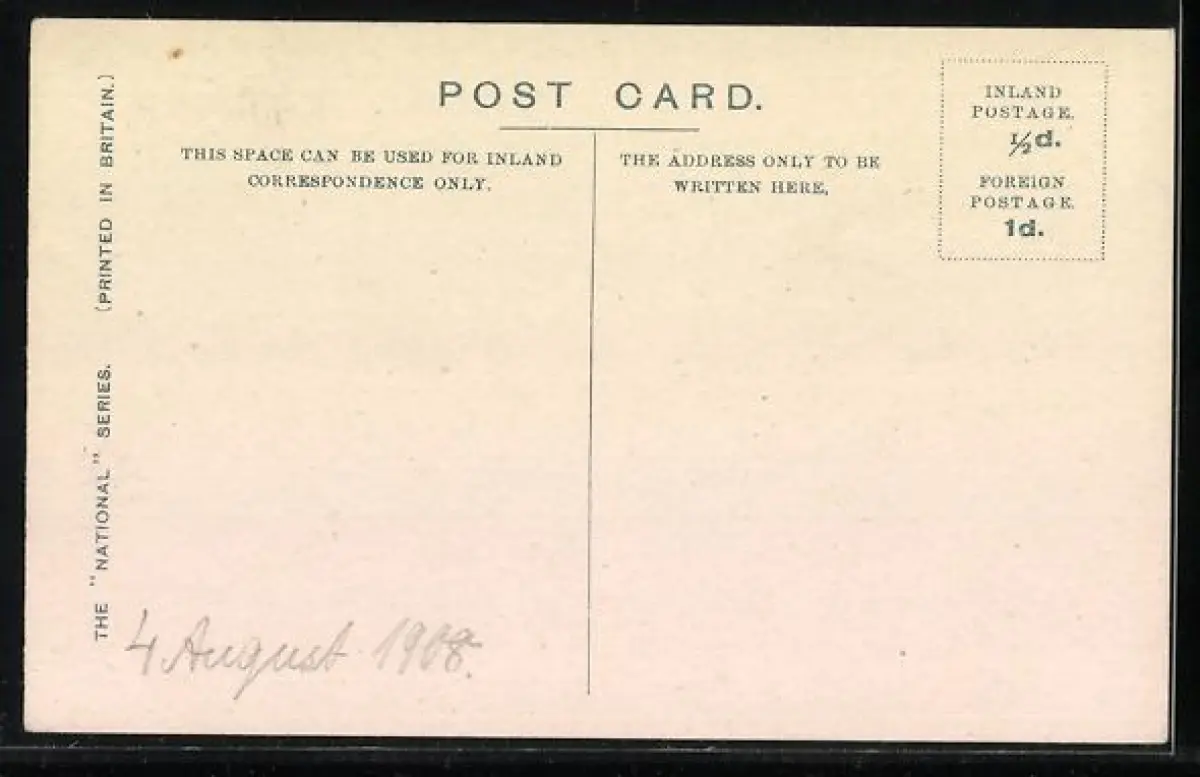 POST CARD.
THIS SPACE CAN BE USED FOR INLAND
CORRESPONDENCE ONLY.
THE ADDRESS ONLY TO BE
WRITTEN HERE.
INLAND
POSTAGE.
½d.
FOREIGN
POSTAGE.
1d.
THE "NATIONAL" SERIES. (PRINTED IN BRITAIN.)
4 August 1908.